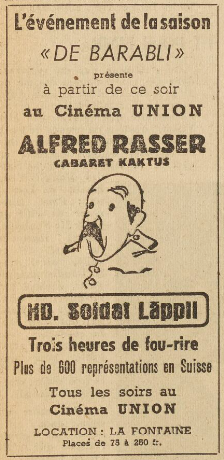 L'événement de la saison
« DE BARABLI »
présente
à partir de ce soir
au Cinéma UNION
ALFRED RASSER
CABARET KAKTUS
HD. Soldat Läppli
Trois heures de fou-rire
Plus de 600 représentations en Suisse
Tous les soirs au
Cinéma UNION
LOCATION : LA FONTAINE
Places de 75 à 250 fr.